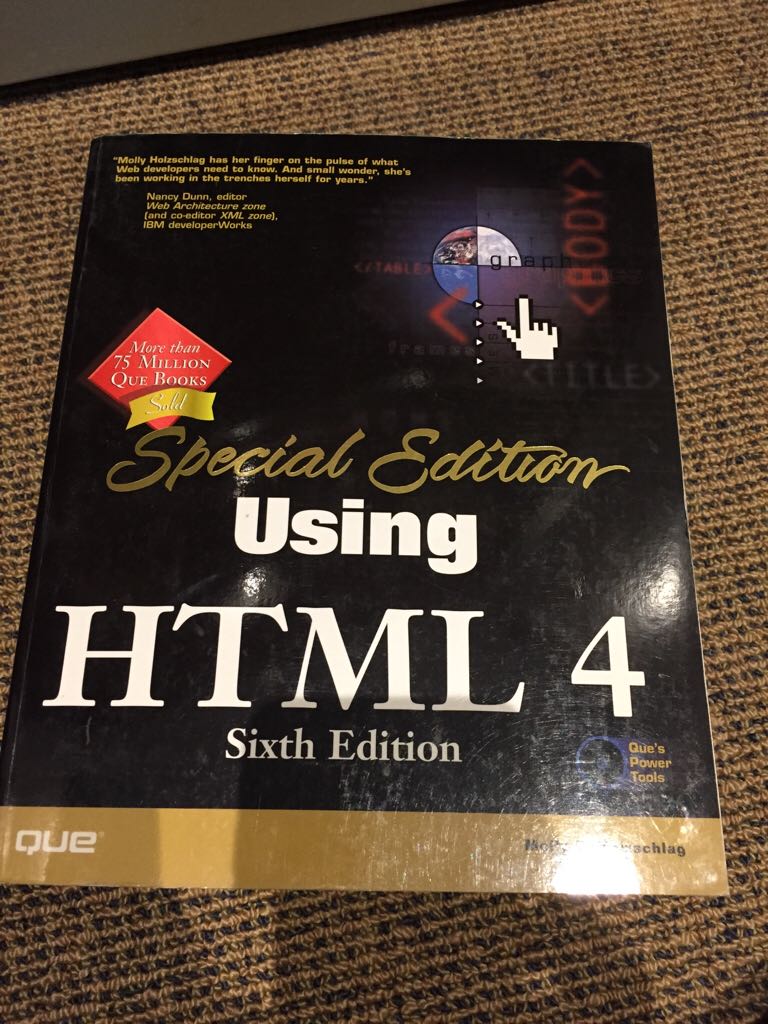 "Molly Holzschlag has her finger on the pulse of what
Web developers need to know. And small wonder, she's
been working in the trenches herself for years."
Nancy Dunn, editor
Web Architecture zone
(and co-editor XML zone),
IBM developerWorks
<BODY>
graph
</TABLE>
frames
<TITLE>
More than
75 MILLION
QUE BOOKS
Sold
Special Edition
Using
HTML 4
Sixth Edition
Que's
Power
Tools
QUE®
Molly